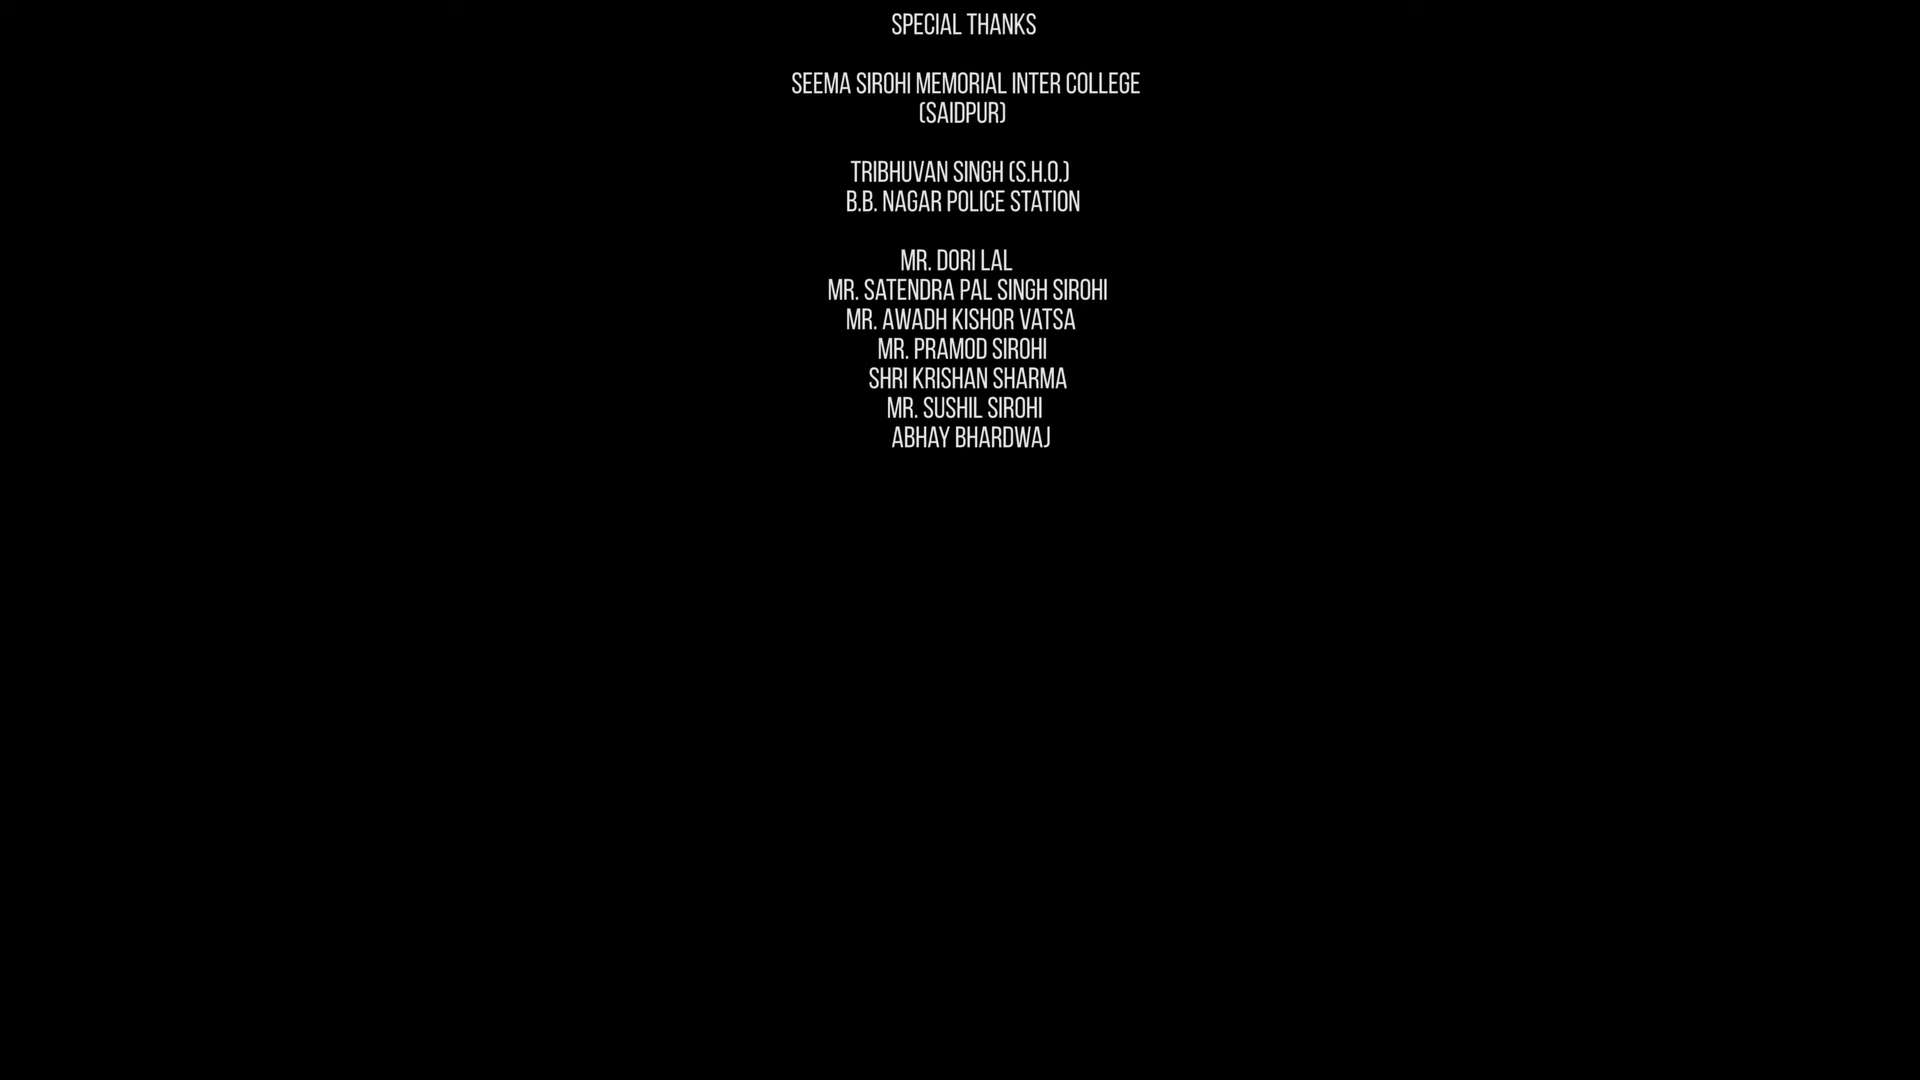 SPECIAL THANKS
SEEMA SIROHI MEMORIAL INTER COLLEGE
(SAIDPUR)
TRIBHUVAN SINGH (S.H.O.)
B.B. NAGAR POLICE STATION
MR. DORI LAL
MR. SATENDRA PAL SINGH SIROHI
MR. AWADH KISHOR VATSA
MR. PRAMOD SIROHI
SHRI KRISHAN SHARMA
MR. SUSHIL SIROHI
ABHAY BHARDWAJ